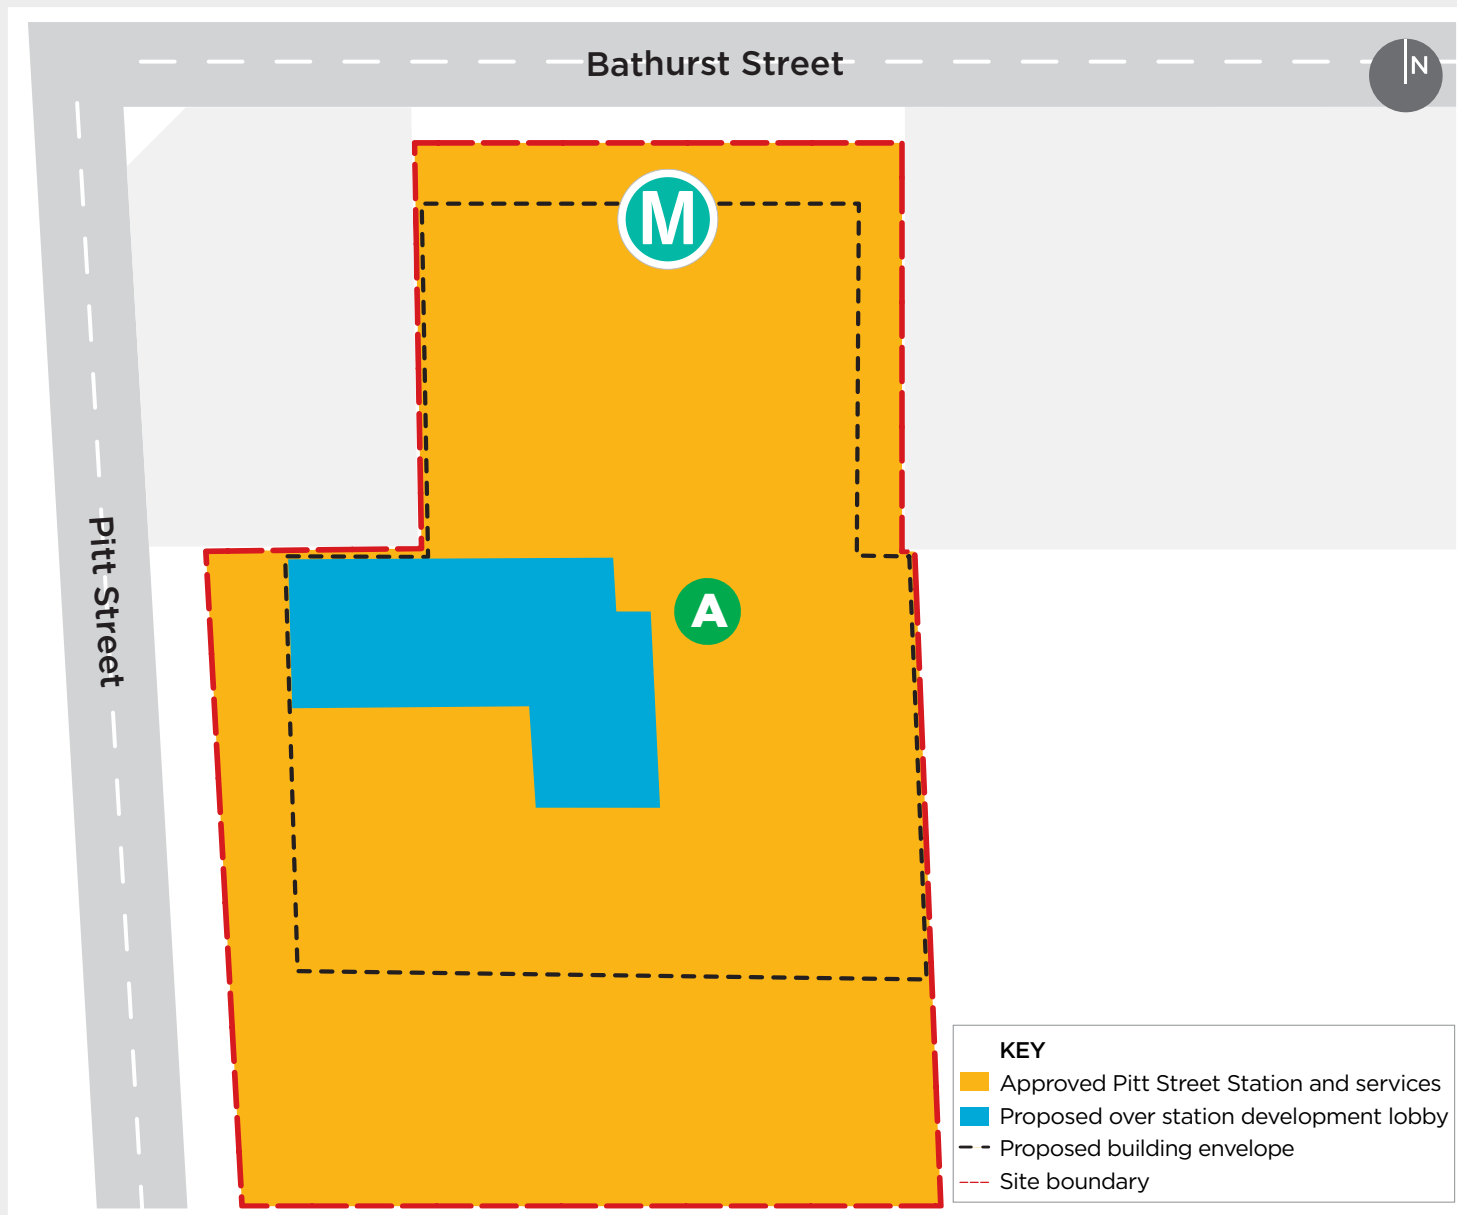 Bathurst Street
N
M
Pitt Street
A
KEY
Approved Pitt Street Station and services
Proposed over station development lobby
Proposed building envelope
Site boundary